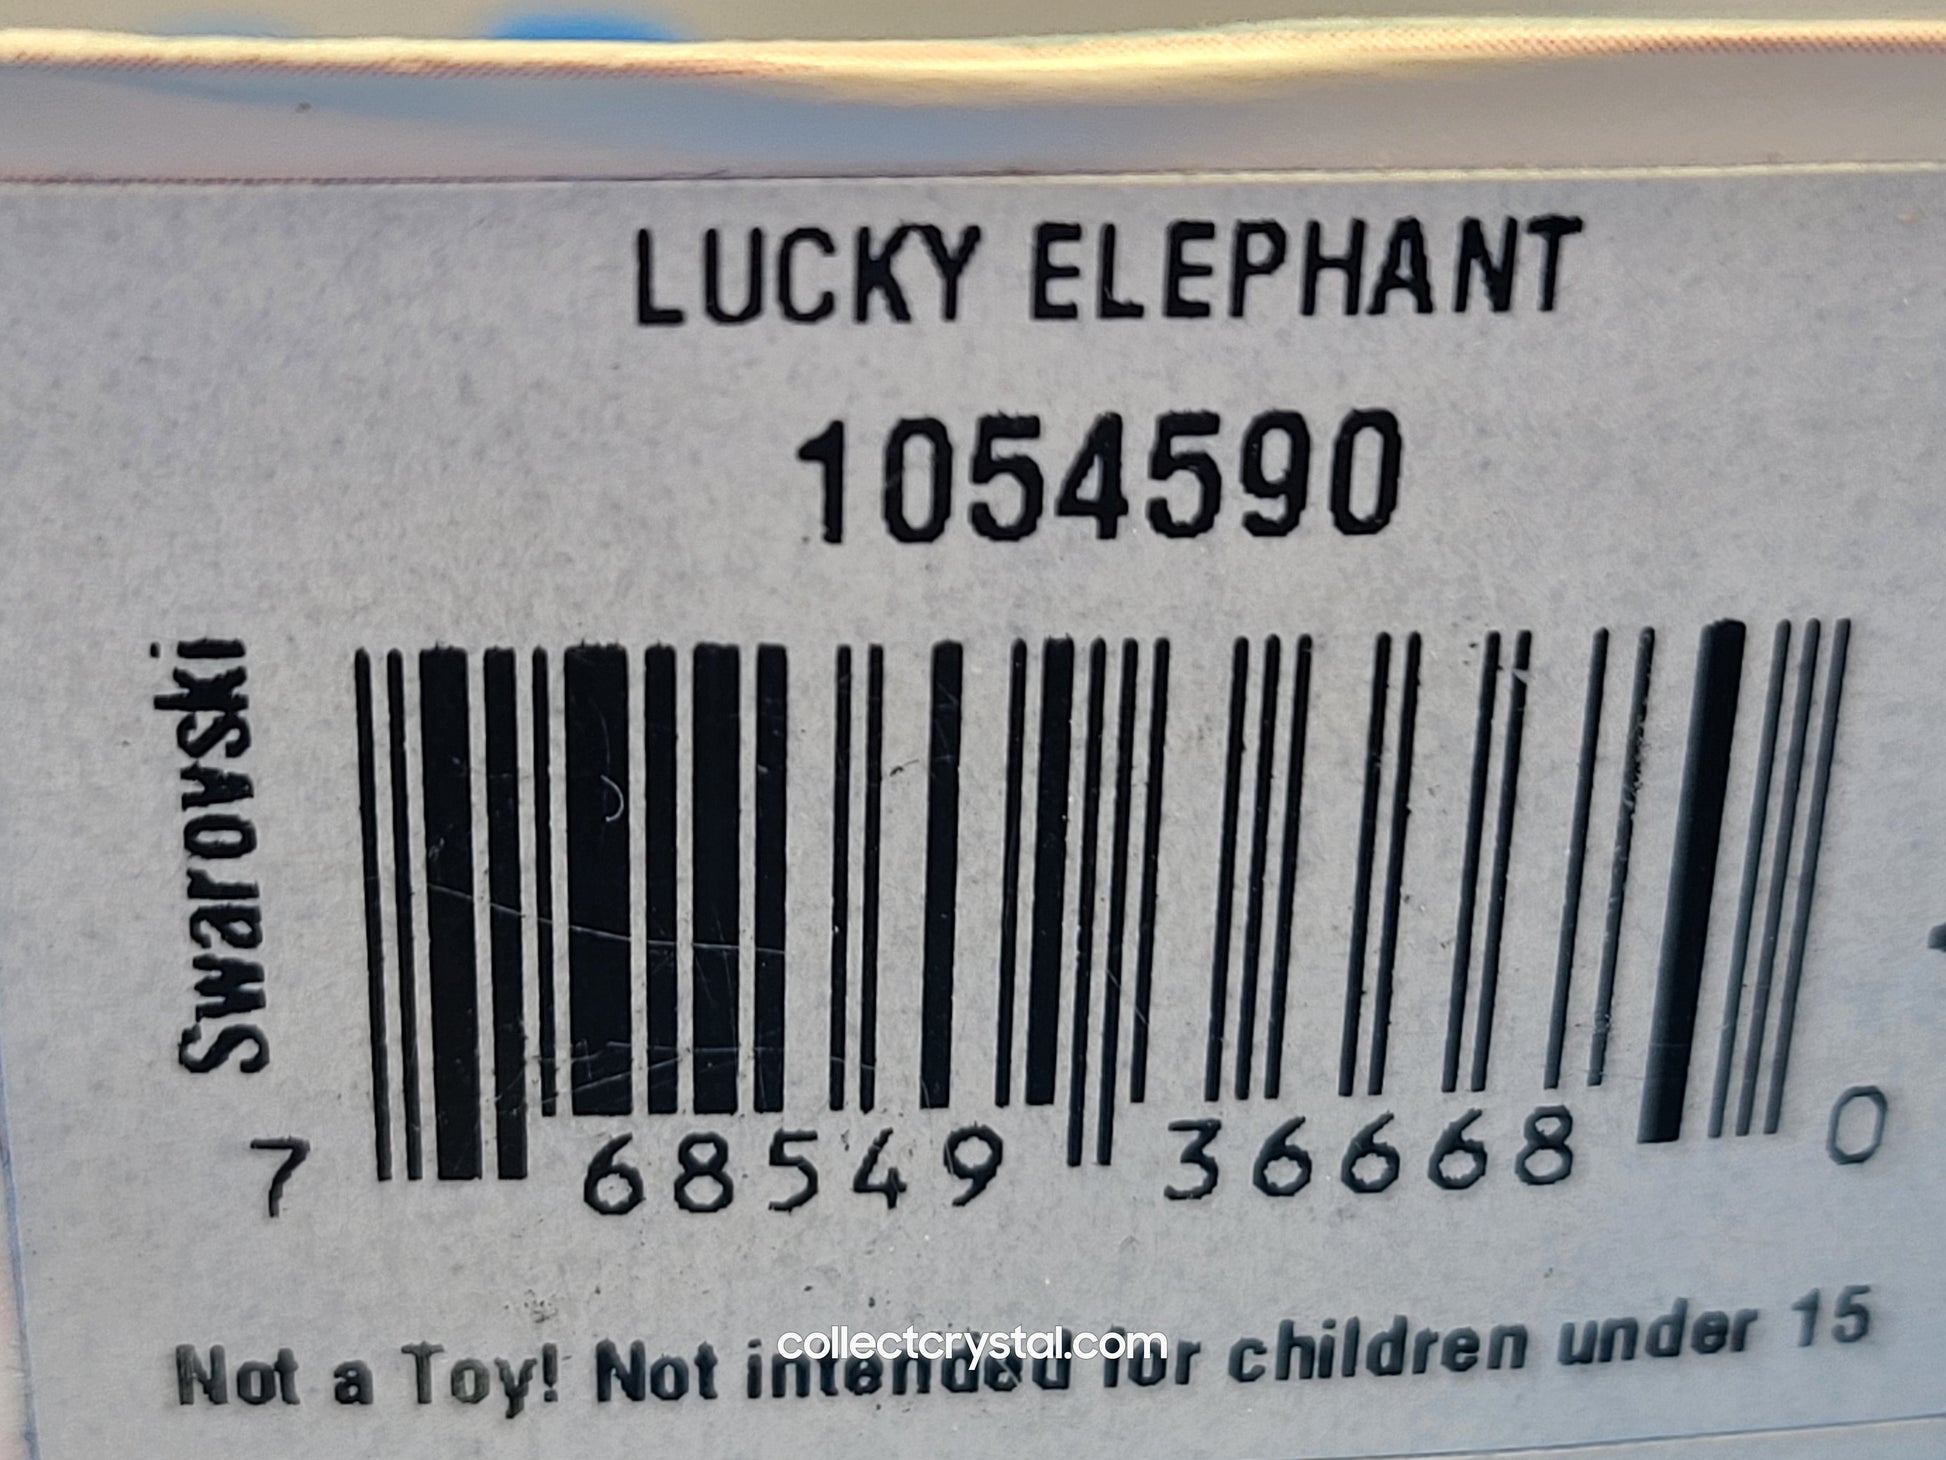 LUCKY ELEPHANT
1054590
Swarovski
7 68549 36668 0
collectcrystal.com
Not a Toy! Not intended for children under 15